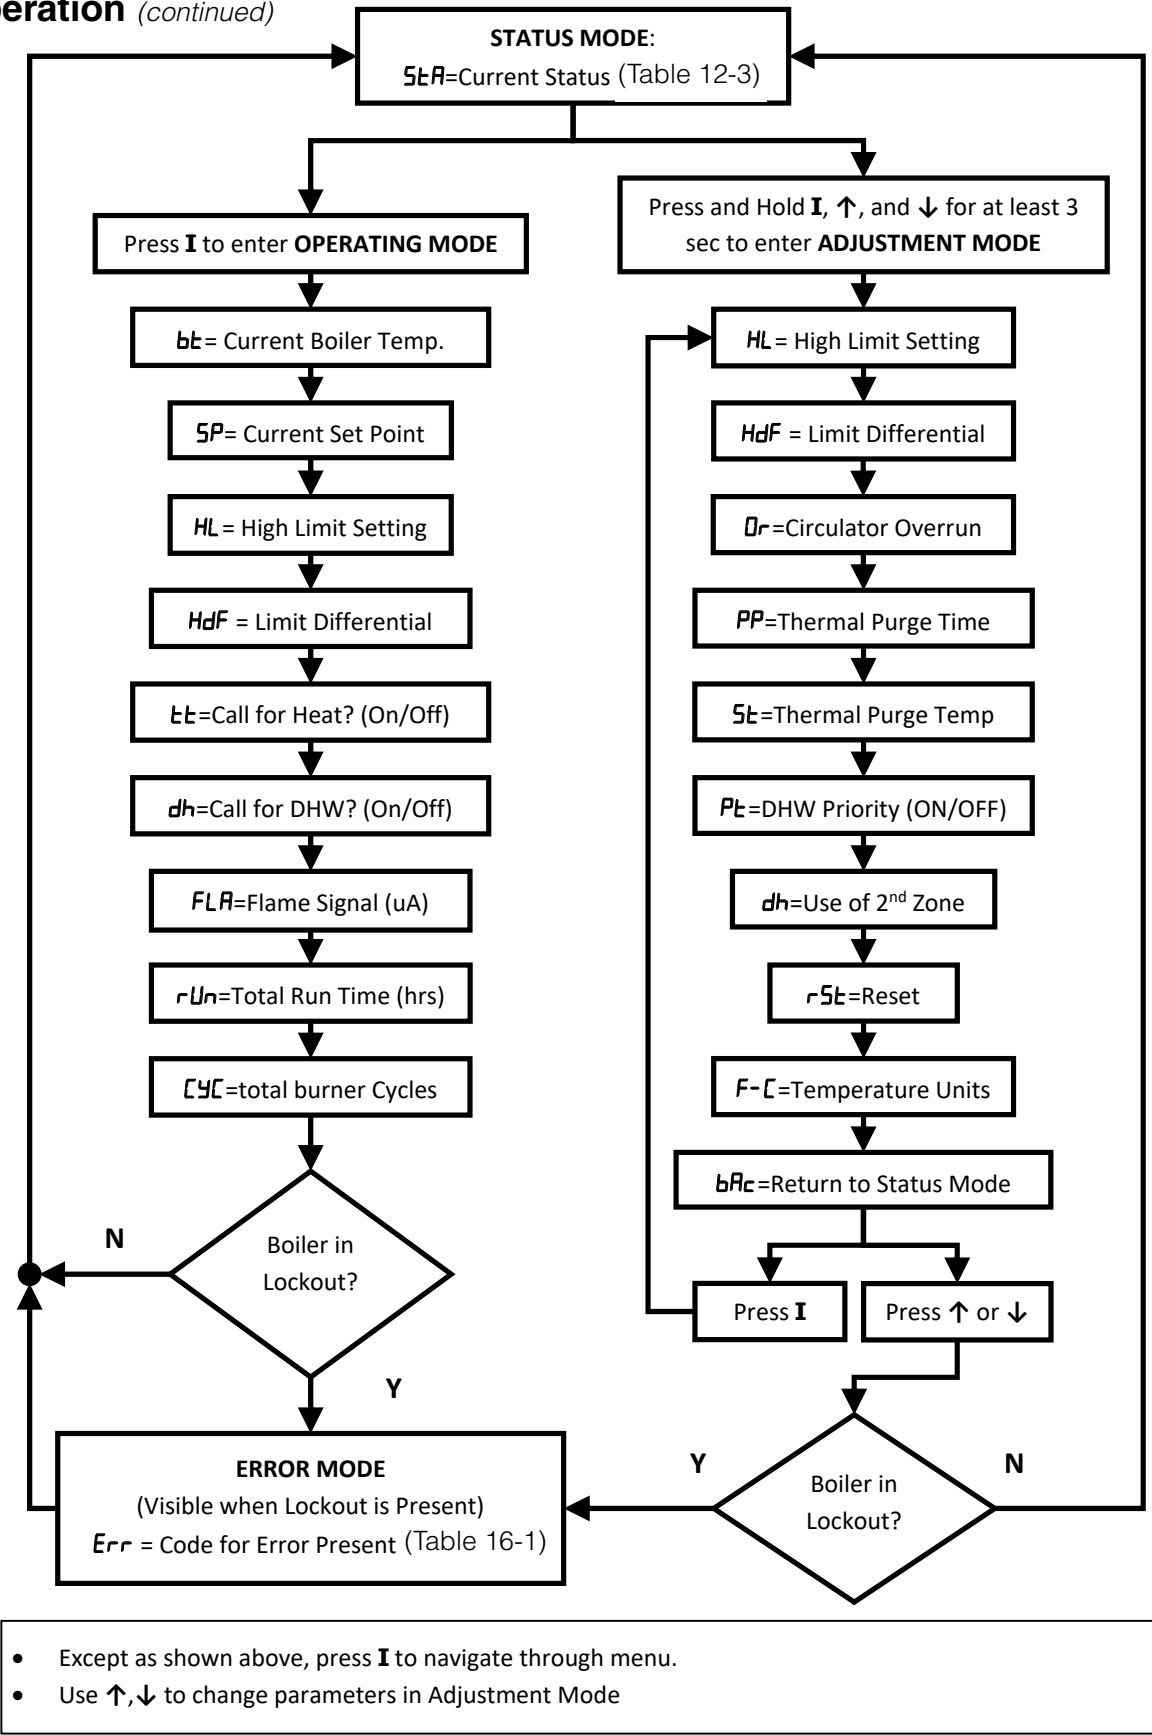 eration (continued)
STATUS MODE:
StA=Current Status (Table 12-3)
Press I to enter OPERATING MODE
bt= Current Boiler Temp.
SP= Current Set Point
HL= High Limit Setting
HdF = Limit Differential
tt=Call for Heat? (On/Off)
dh=Call for DHW? (On/Off)
FLA=Flame Signal (uA)
rUn=Total Run Time (hrs)
CYC=total burner Cycles
Boiler in
Lockout?
N
Y
ERROR MODE
(Visible when Lockout is Present)
Err = Code for Error Present (Table 16-1)
Press and Hold I, ↑, and ↓ for at least 3
sec to enter ADJUSTMENT MODE
HL= High Limit Setting
HdF = Limit Differential
Or=Circulator Overrun
PP=Thermal Purge Time
St=Thermal Purge Temp
Pt=DHW Priority (ON/OFF)
dh=Use of 2nd Zone
rSt=Reset
F-C=Temperature Units
bAc=Return to Status Mode
Press I
Press ↑ or ↓
Boiler in
Lockout?
Y
N
• Except as shown above, press I to navigate through menu.
• Use ↑,↓ to change parameters in Adjustment Mode